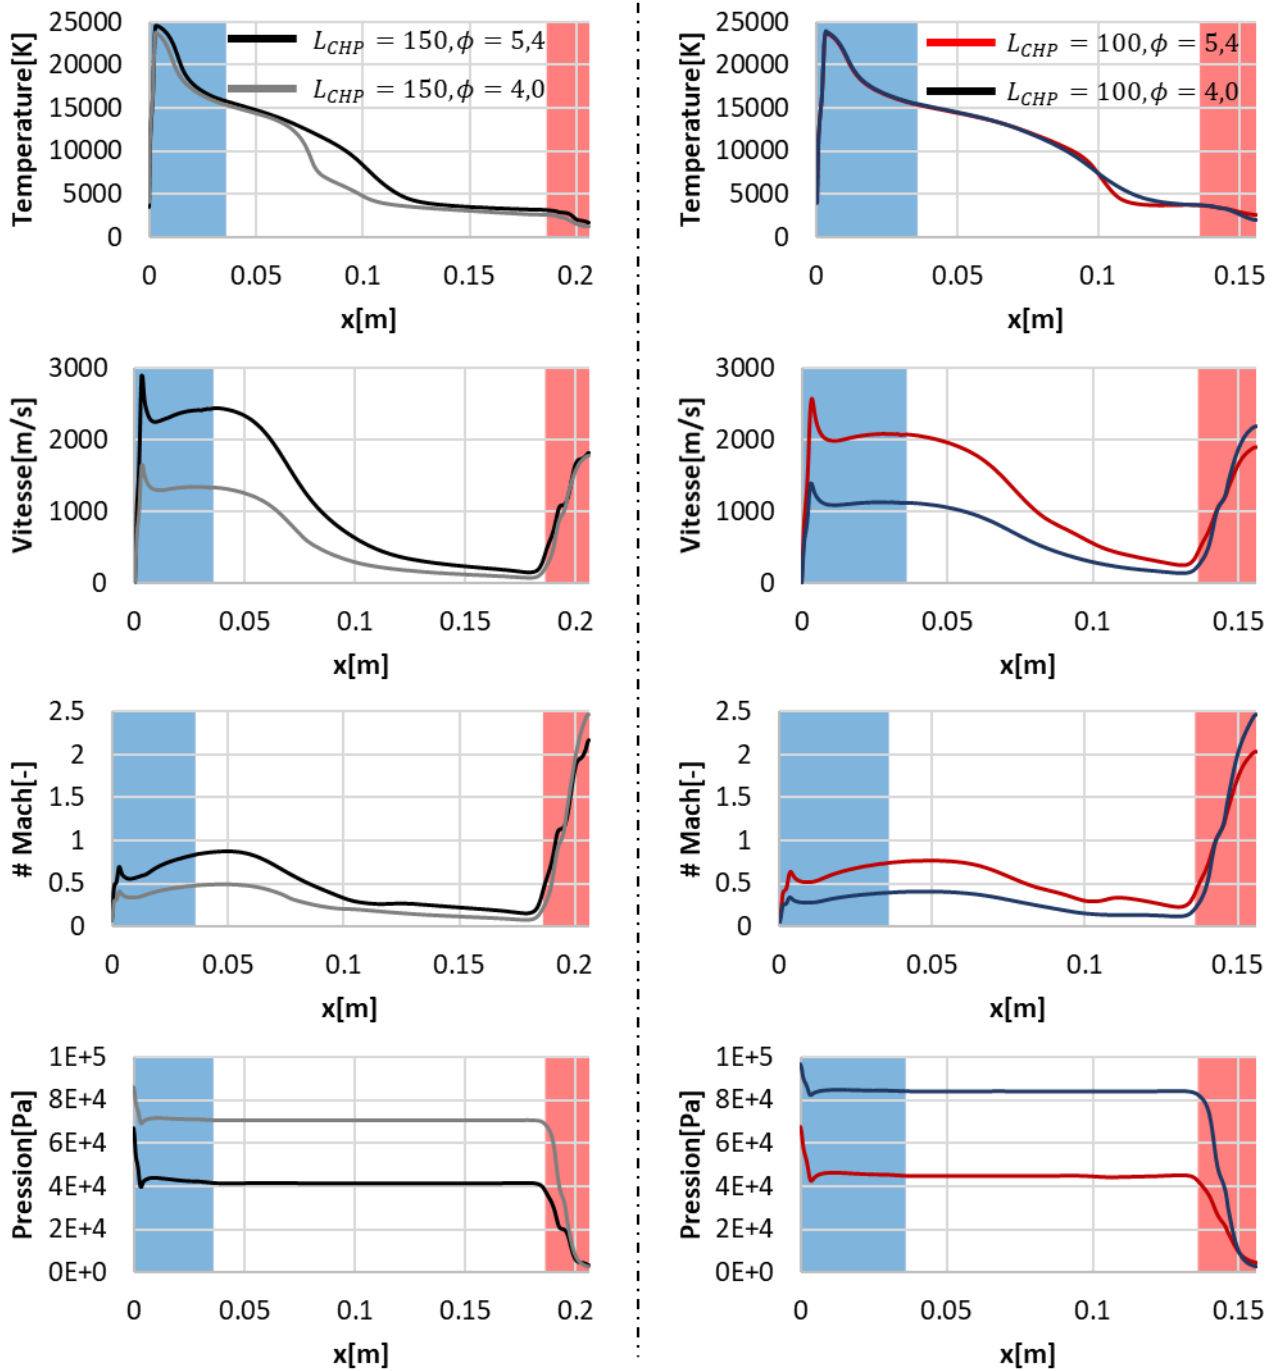 Temperature[K]
25000
20000
15000
10000
5000
0
L_CHP = 150, ϕ = 5,4
L_CHP = 150, ϕ = 4,0
0 0.05 0.1 0.15 0.2
x[m]
Temperature[K]
25000
20000
15000
10000
5000
0
L_CHP = 100, ϕ = 5,4
L_CHP = 100, ϕ = 4,0
0 0.05 0.1 0.15
x[m]
Vitesse[m/s]
3000
2000
1000
0
0 0.05 0.1 0.15 0.2
x[m]
Vitesse[m/s]
3000
2000
1000
0
0 0.05 0.1 0.15
x[m]
# Mach[-]
2.5
2
1.5
1
0.5
0
0 0.05 0.1 0.15 0.2
x[m]
# Mach[-]
2.5
2
1.5
1
0.5
0
0 0.05 0.1 0.15
x[m]
Pression[Pa]
1E+5
8E+4
6E+4
4E+4
2E+4
0E+0
0 0.05 0.1 0.15 0.2
x[m]
Pression[Pa]
1E+5
8E+4
6E+4
4E+4
2E+4
0E+0
0 0.05 0.1 0.15
x[m]